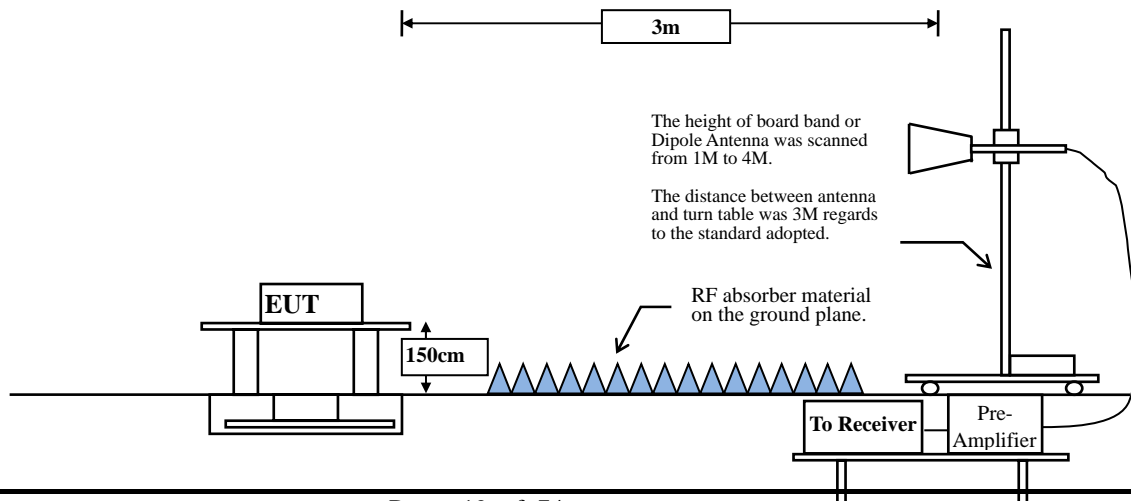 3m
The height of board band or
Dipole Antenna was scanned
from 1M to 4M.
The distance between antenna
and turn table was 3M regards
to the standard adopted.
EUT
RF absorber material
on the ground plane.
150cm
To Receiver
Pre-
Amplifier